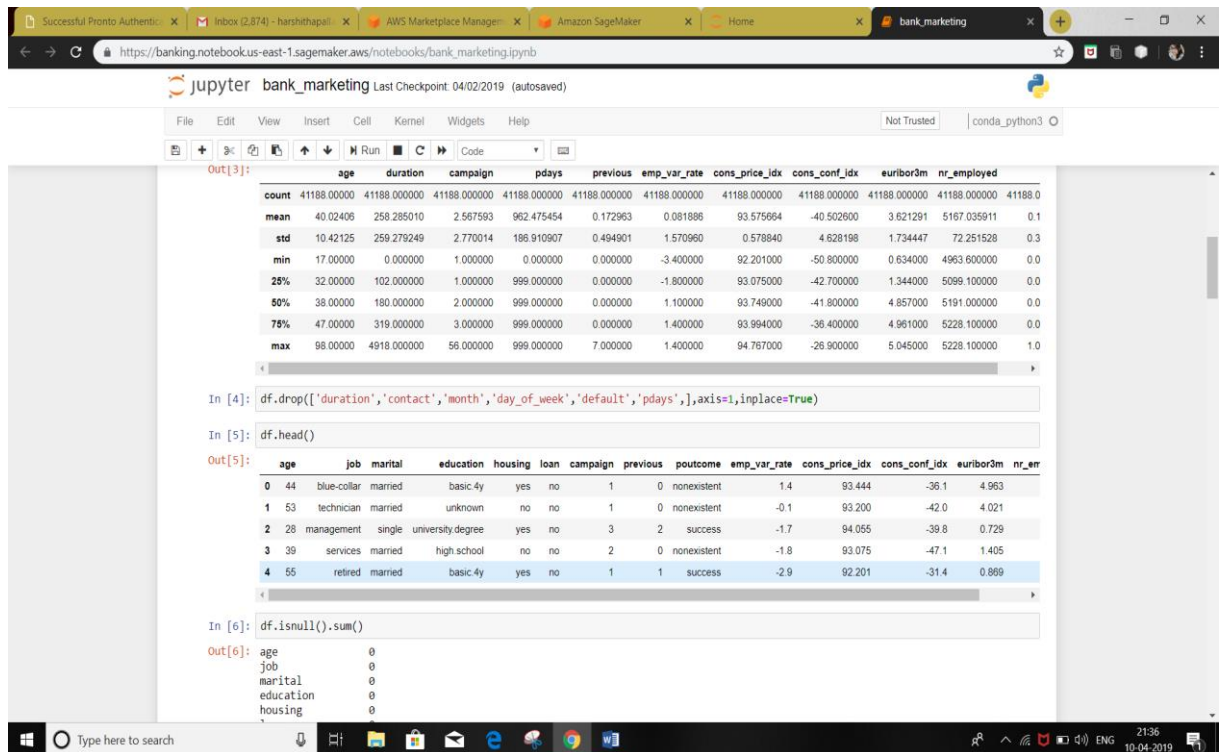 Successful Pronto Authentic
Inbox (2,874) - harshithapall
AWS Marketplace Managem
Amazon SageMaker
Home
bank_marketing
https://banking.notebook.us-east-1.sagemaker.aws/notebooks/bank_marketing.ipynb
jupyter bank_marketing Last Checkpoint: 04/02/2019 (autosaved)
File Edit View Insert Cell Kernel Widgets Help Not Trusted conda_python3
Run Code
Out[3]:
age duration campaign pdays previous emp_var_rate cons_price_idx cons_conf_idx euribor3m nr_employed
count 41188.00000 41188.000000 41188.000000 41188.000000 41188.000000 41188.000000 41188.000000 41188.000000 41188.000000 41188.000000 41188.0
mean 40.02406 258.285010 2.567593 962.475454 0.172963 0.081886 93.575664 -40.502600 3.621291 5167.035911 0.1
std 10.42125 259.279249 2.770014 186.910907 0.494901 1.570960 0.578840 4.628198 1.734447 72.251528 0.3
min 17.00000 0.000000 1.000000 0.000000 0.000000 -3.400000 92.201000 -50.800000 0.634000 4963.600000 0.0
25% 32.00000 102.000000 1.000000 999.000000 0.000000 -1.800000 93.075000 -42.700000 1.344000 5099.100000 0.0
50% 38.00000 180.000000 2.000000 999.000000 0.000000 1.100000 93.749000 -41.800000 4.857000 5191.000000 0.0
75% 47.00000 319.000000 3.000000 999.000000 0.000000 1.400000 93.994000 -36.400000 4.961000 5228.100000 0.0
max 98.00000 4918.000000 56.000000 999.000000 7.000000 1.400000 94.767000 -26.900000 5.045000 5228.100000 1.0
In [4]: df.drop(['duration','contact','month','day_of_week','default','pdays',],axis=1,inplace=True)
In [5]: df.head()
Out[5]:
age job marital education housing loan campaign previous poutcome emp_var_rate cons_price_idx cons_conf_idx euribor3m nr_em
0 44 blue-collar married basic.4y yes no 1 0 nonexistent 1.4 93.444 -36.1 4.963
1 53 technician married unknown no no 1 0 nonexistent -0.1 93.200 -42.0 4.021
2 28 management single university.degree yes no 3 2 success -1.7 94.055 -39.8 0.729
3 39 services married high.school no no 2 0 nonexistent -1.8 93.075 -47.1 1.405
4 55 retired married basic.4y yes no 1 1 success -2.9 92.201 -31.4 0.869
In [6]: df.isnull().sum()
Out[6]: age 0
job 0
marital 0
education 0
housing 0
Type here to search
ENG
21:36
10-04-2019